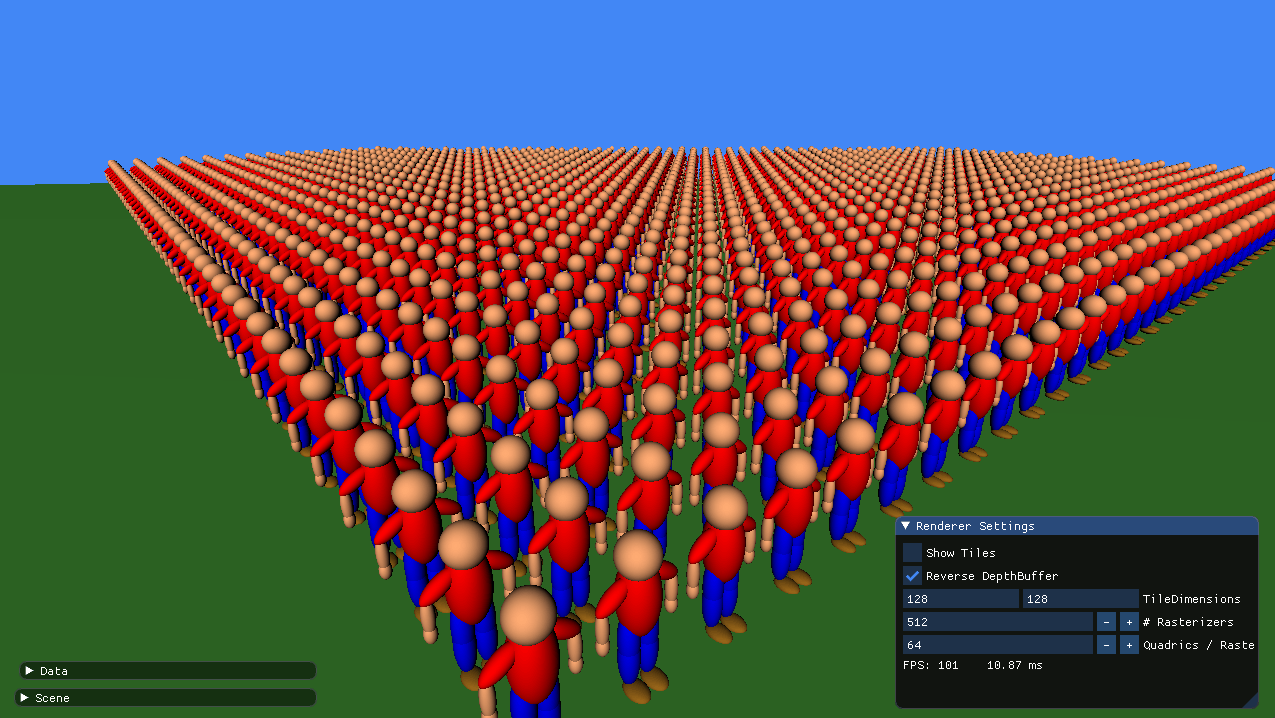 Renderer Settings
Show Tiles
Reverse DepthBuffer
128 128 TileDimensions
512 - + # Rasterizers
64 - + Quadrics / Raste
FPS: 101 10.87 ms
Data
Scene